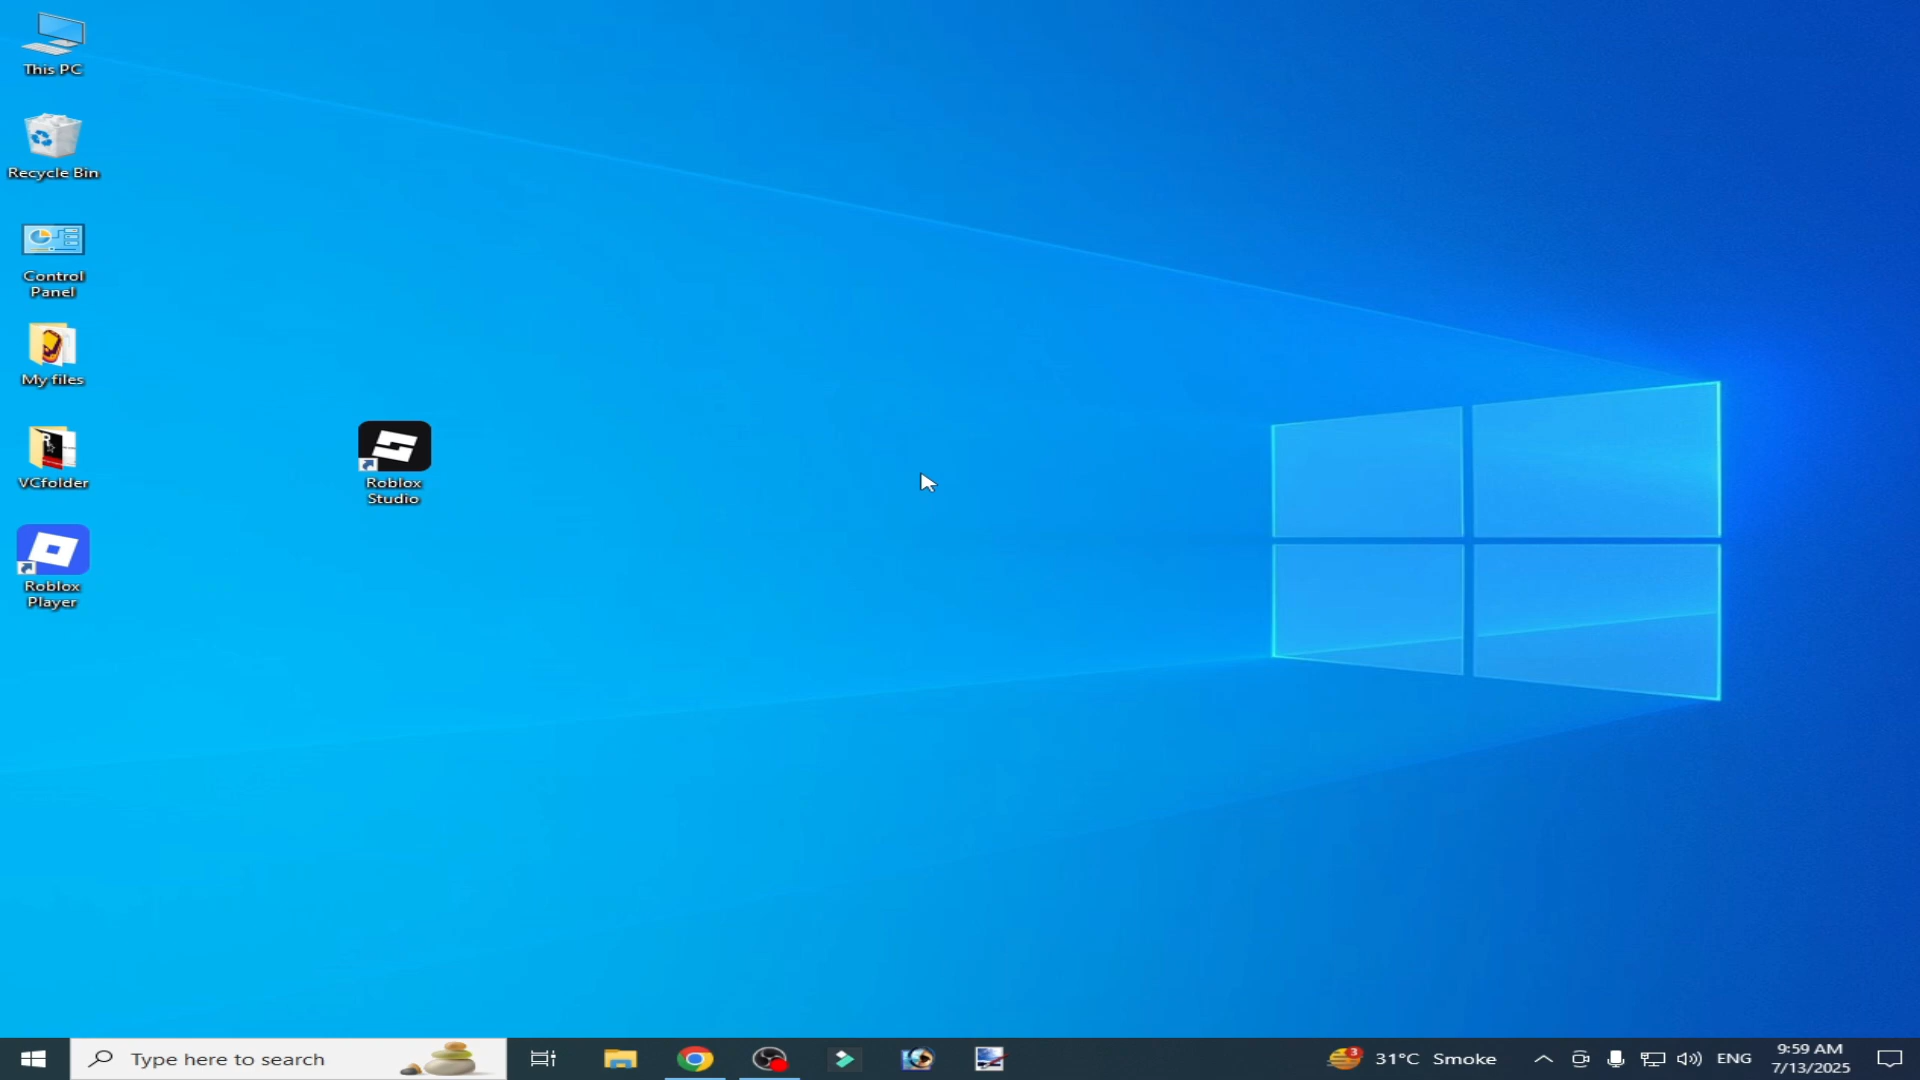 This PC
Recycle Bin
Control
Panel
My files
VCfolder
Roblox
Player
Roblox
Studio
Type here to search
3
31°C Smoke
ENG
9:59 AM
7/13/2025